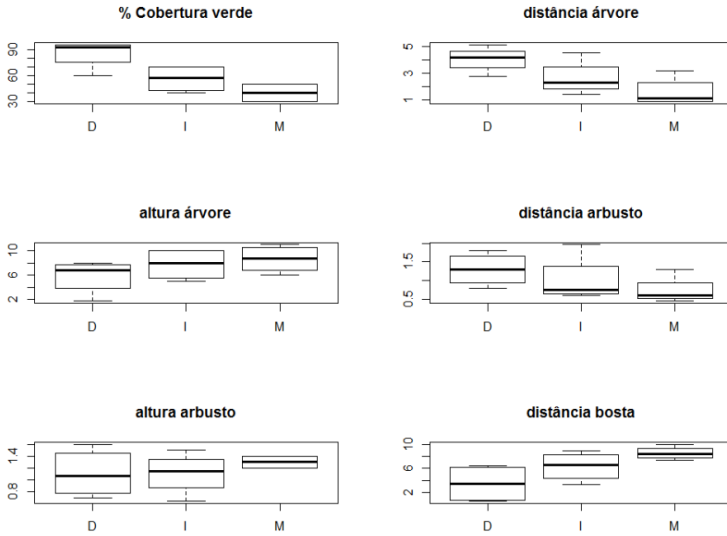 % Cobertura verde
30 60 90
D I M
distância árvore
1 3 5
D I M
altura árvore
2 6 10
D I M
distância arbusto
0.5 1.5
D I M
altura arbusto
0.8 1.4
D I M
distância bosta
2 6 10
D I M